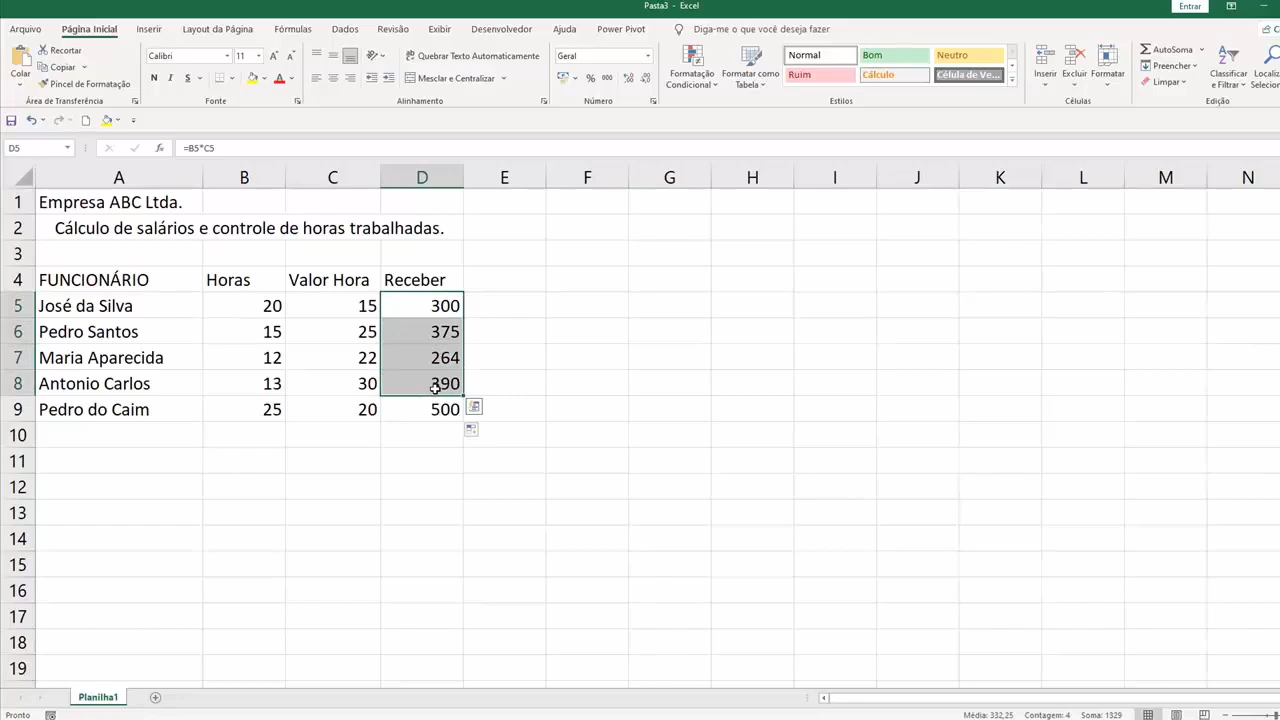 Pasta3 - Excel
Entrar
Arquivo Página Inicial Inserir Layout da Página Fórmulas Dados Revisão Exibir Desenvolvedor Ajuda Power Pivot Diga-me o que você deseja fazer
Colar
Recortar
Copiar
Pincel de Formatação
Área de Transferência
Calibri 11
N I S
Fonte
Quebrar Texto Automaticamente
Mesclar e Centralizar
Alinhamento
Geral
% 000
Número
Formatação Condicional
Formatar como Tabela
Normal Bom Neutro
Ruim Cálculo Célula de Ve...
Estilos
Inserir Excluir Formatar
Células
AutoSoma
Preencher
Limpar
Classificar e Filtrar
Edição
D5 =B5*C5
A B C D E F G H I J K L M N
1 Empresa ABC Ltda.
2 Cálculo de salários e controle de horas trabalhadas.
3
4 FUNCIONÁRIO Horas Valor Hora Receber
5 José da Silva 20 15 300
6 Pedro Santos 15 25 375
7 Maria Aparecida 12 22 264
8 Antonio Carlos 13 30 390
9 Pedro do Caim 25 20 500
10
11
12
13
14
15
16
17
18
19
Planilha1
Pronto Média: 332,25 Contagem: 4 Soma: 1329